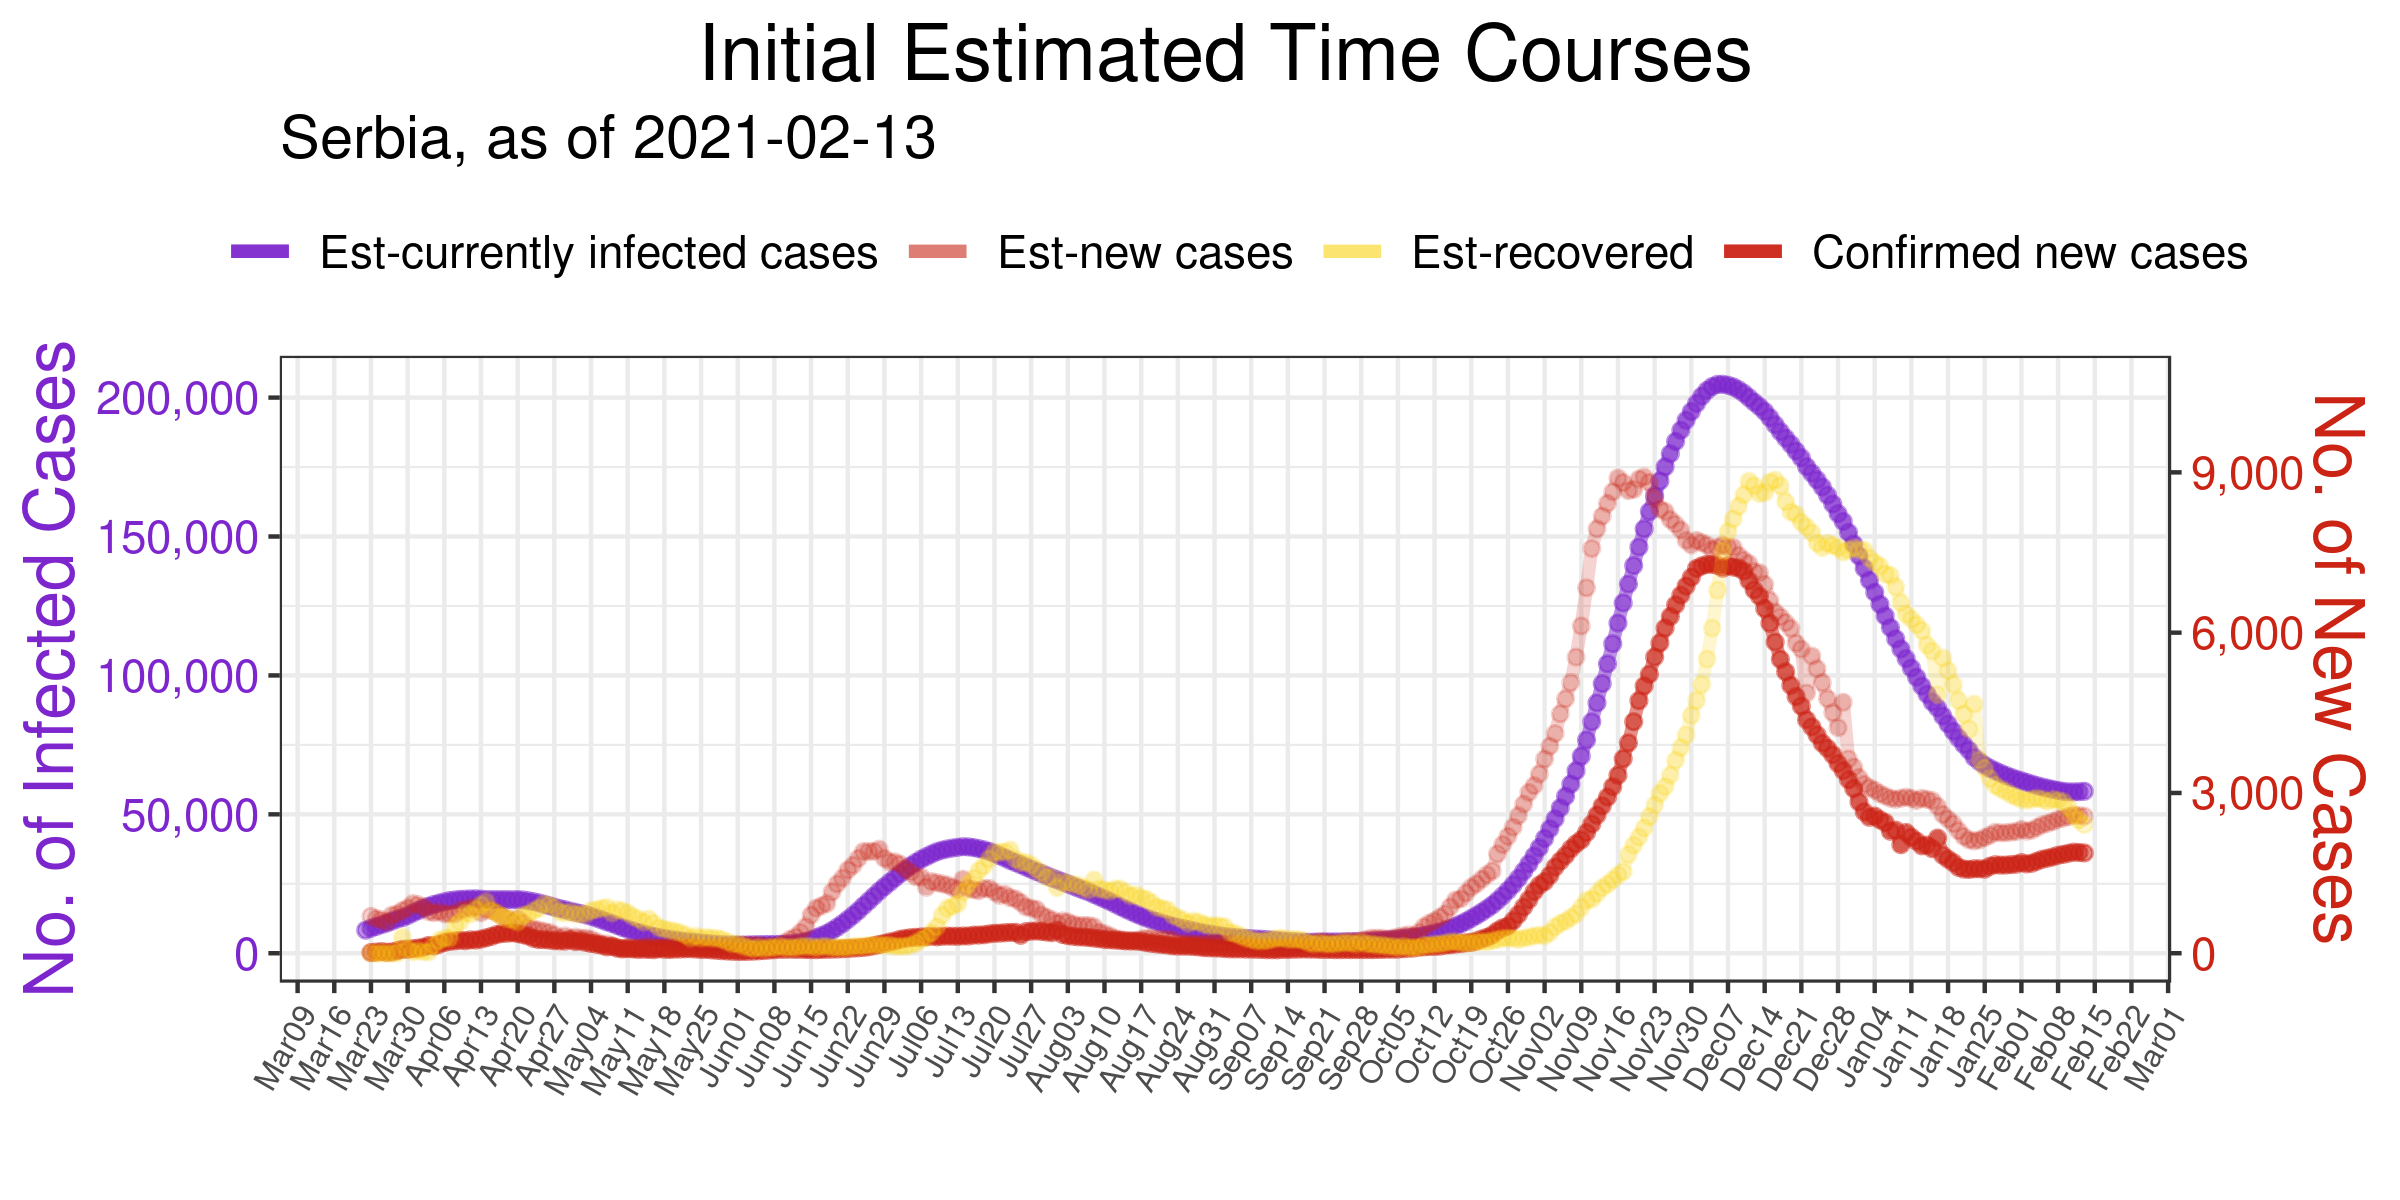 Initial Estimated Time Courses
Serbia, as of 2021-02-13
Est-currently infected cases
Est-new cases
Est-recovered
Confirmed new cases
No. of Infected Cases
200,000
150,000
100,000
50,000
0
9,000
6,000
3,000
0
No. of New Cases
Mar09
Mar16
Mar23
Mar30
Apr06
Apr13
Apr20
Apr27
May04
May11
May18
May25
Jun01
Jun08
Jun15
Jun22
Jun29
Jul06
Jul13
Jul20
Jul27
Aug03
Aug10
Aug17
Aug24
Aug31
Sep07
Sep14
Sep21
Sep28
Oct05
Oct12
Oct19
Oct26
Nov02
Nov09
Nov16
Nov23
Nov30
Dec07
Dec14
Dec21
Dec28
Jan04
Jan11
Jan18
Jan25
Feb01
Feb08
Feb15
Feb22
Mar01